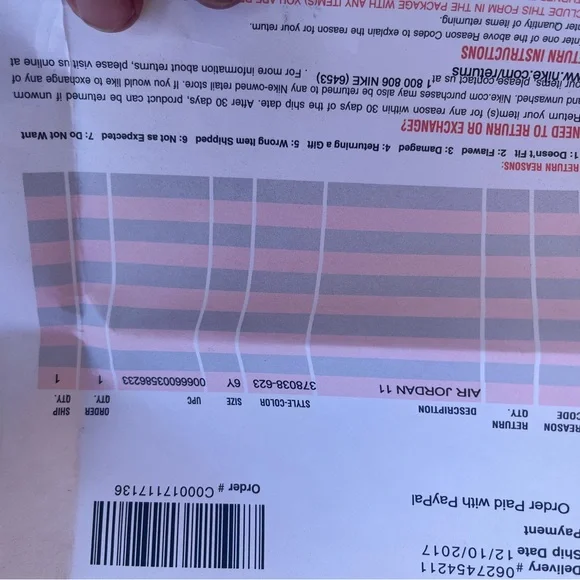 Delivery #0627454211
Ship Date 12/10/2017
Payment
Order Paid with PayPal
Order # C00017117136
REASON CODE RETURN QTY. DESCRIPTION STYLE-COLOR SIZE UPC ORDER QTY. SHIP QTY.
AIR JORDAN 11 378038-623 6Y 0066003586233 1 1
RETURN REASONS:
1: Doesn't Fit 2: Flawed 3: Damaged 4: Returning a Gift 5: Wrong Item Shipped 6: Not as Expected 7: Do Not Want
NEED TO RETURN OR EXCHANGE?
Return your item(s) for any reason within 30 days of the ship date. After 30 days, product can be returned if unworn
and unwashed. Nike.com purchases may also be returned to any Nike-owned retail store. If you would like to exchange any of
your items, please contact us at 1 800 806 NIKE (6453) . For more information about returns, please visit us online at
www.nike.com/returns
RETURN INSTRUCTIONS
Enter one of the above Reason Codes to explain the reason for your return.
Enter Quantity of items returning.
INCLUDE THIS FORM IN THE PACKAGE WITH ANY ITEM(S) YOU ARE